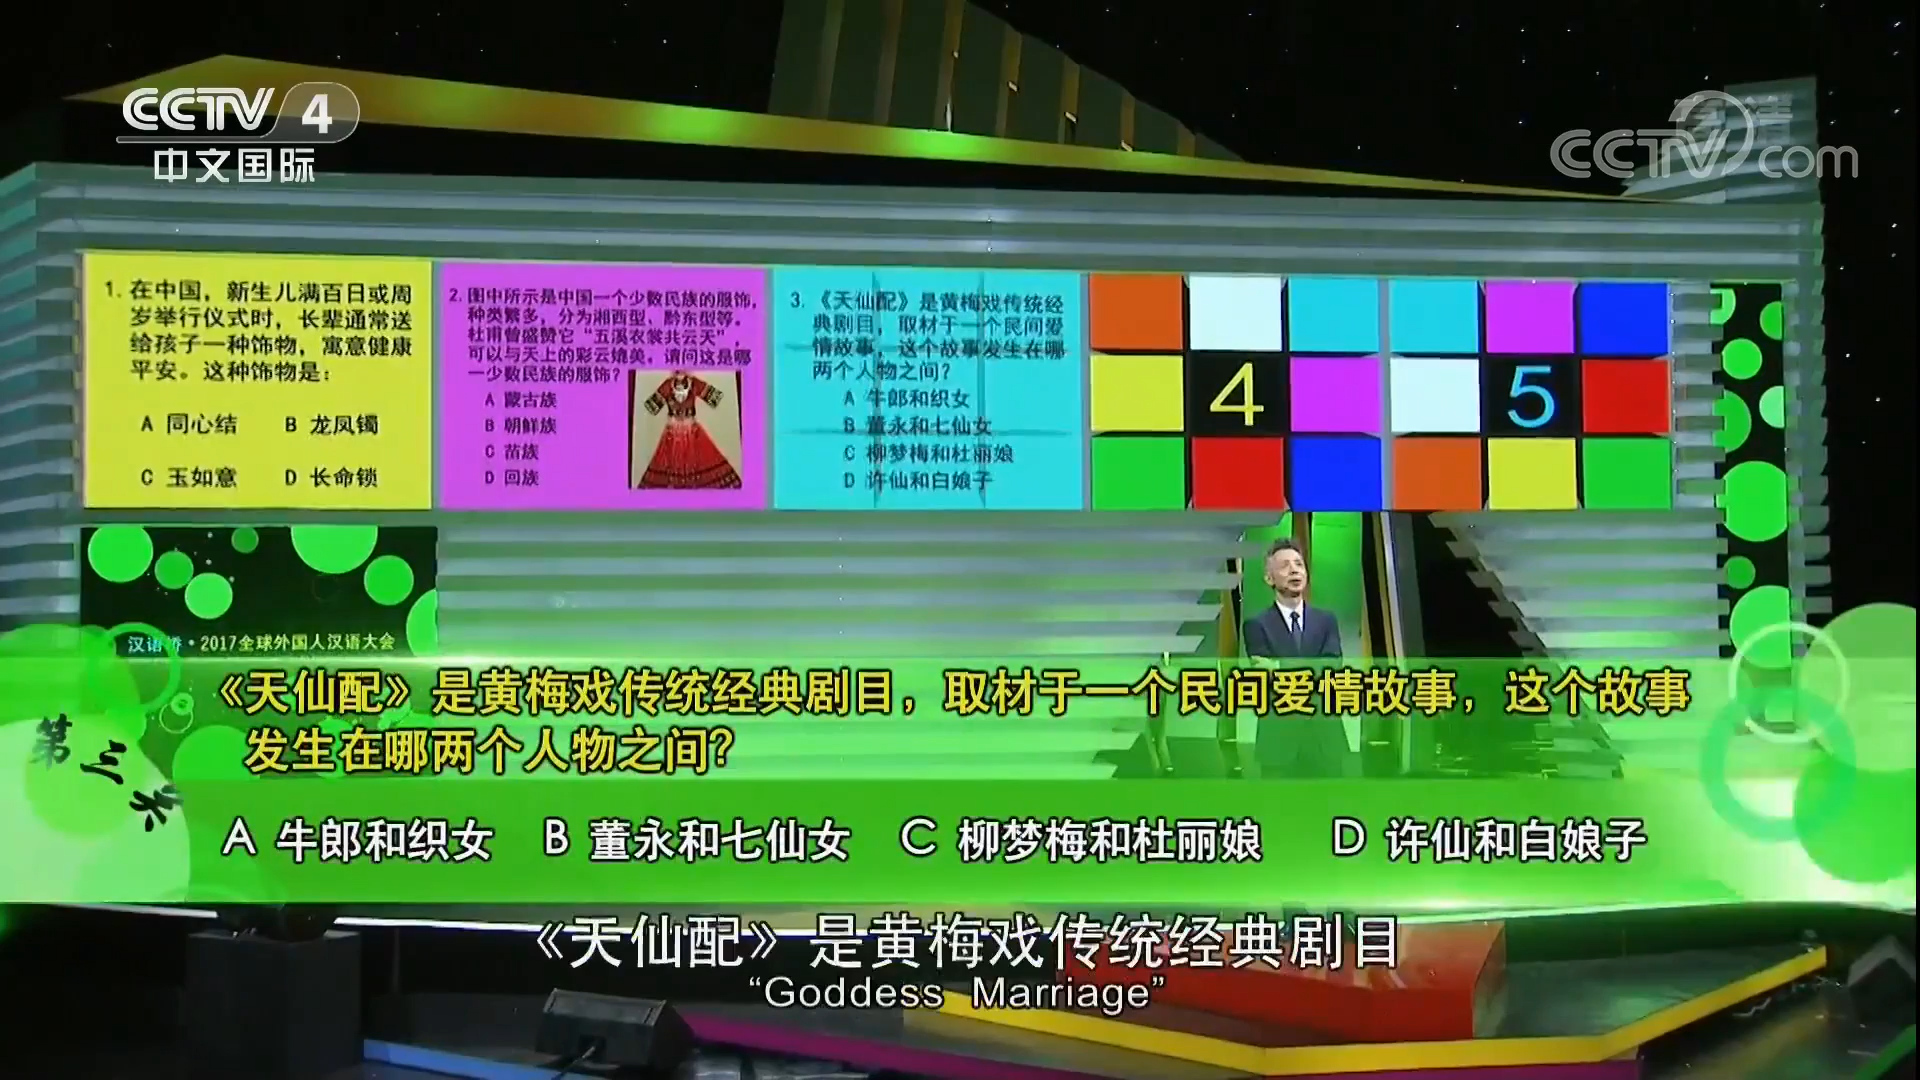 CCTV 4
中文国际
CCTV com
1. 在中国，新生儿满百日或周
岁举行仪式时，长辈通常送
给孩子一种饰物，寓意健康
平安。这种饰物是：
A 同心结 B 龙凤镯
C 玉如意 D 长命锁
2. 图中所示是中国一个少数民族的服饰，
种类繁多，分为湘西型、黔东型等。
杜甫曾盛赞它“五溪衣裳共云天”，
可以与天上的彩云媲美。请问这是哪
一少数民族的服饰？
A 蒙古族
B 朝鲜族
C 苗族
D 回族
3. 《天仙配》是黄梅戏传统经
典剧目，取材于一个民间爱
情故事，这个故事发生在哪
两个人物之间？
A 牛郎和织女
B 董永和七仙女
C 柳梦梅和杜丽娘
D 许仙和白娘子
4
5
汉语桥·2017全球外国人汉语大会
第三关
《天仙配》是黄梅戏传统经典剧目，取材于一个民间爱情故事，这个故事
发生在哪两个人物之间？
A 牛郎和织女 B 董永和七仙女 C 柳梦梅和杜丽娘 D 许仙和白娘子
《天仙配》是黄梅戏传统经典剧目
“Goddess Marriage”